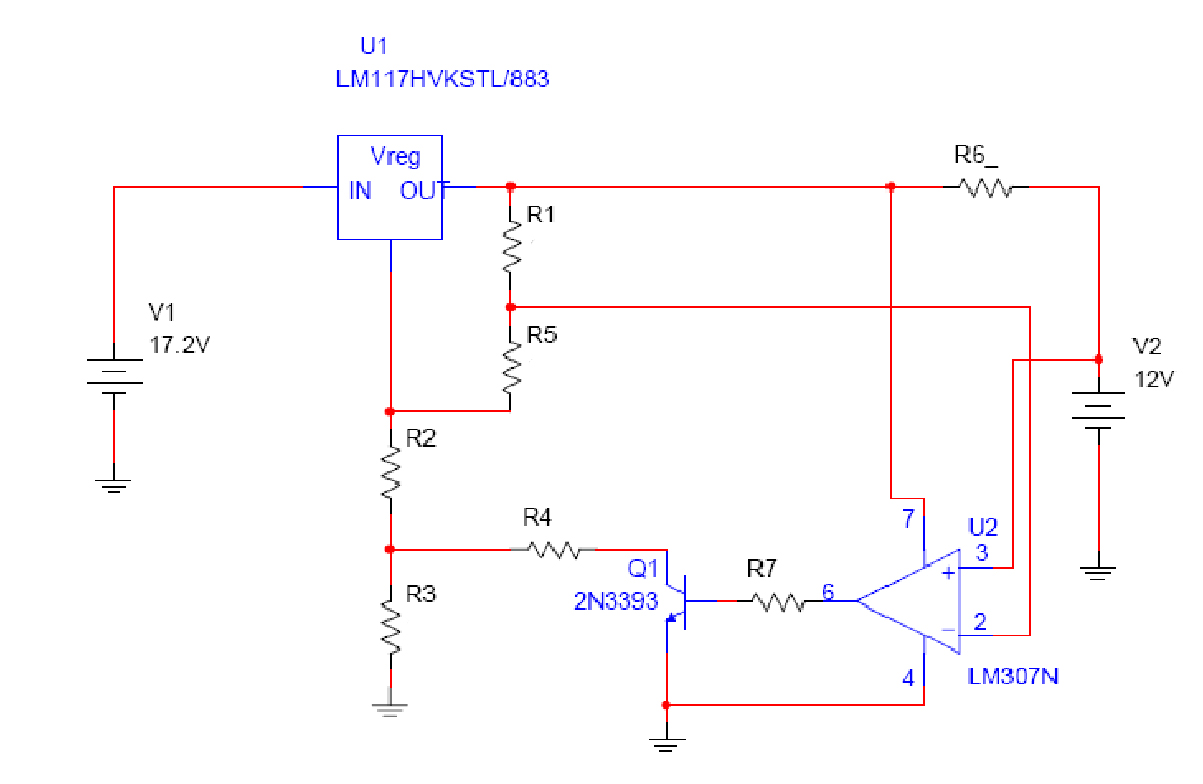 U1
LM117HVKSTL/883
Vreg
IN OUT
R6_
R1
V1
17.2V
R5
V2
12V
R2
R4
7
U2
3
Q1
R7
+
2N3393
6
R3
2
−
4
LM307N